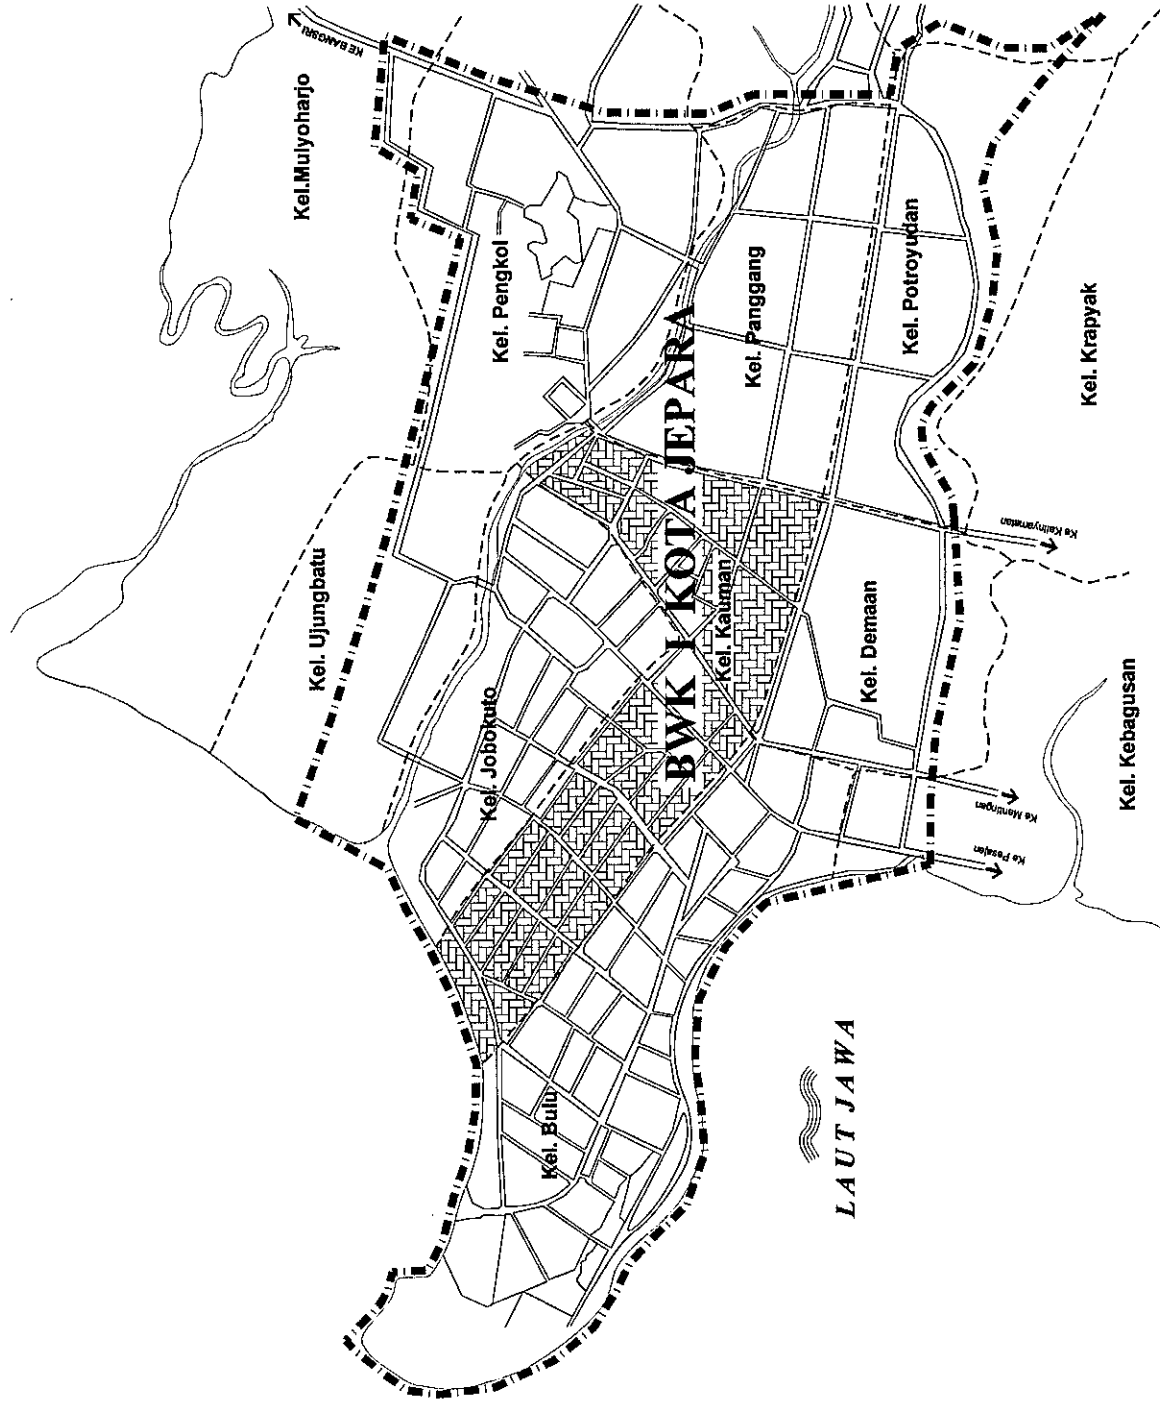 Kel.Mulyoharjo
KE BANGSRI
Kel. Ujungbatu
Kel. Jobokuto
Kel. Pengkol
Kel. Bulu
BWK I KOTA JEPARA
Kel. Kauman
Kel. Panggang
LAUT JAWA
Kel. Demaan
Kel. Potroyudan
Ke Pesajen
Ke Mantingan
Ke Kalinyamatan
Kel. Krapyak
Kel. Kebagusan